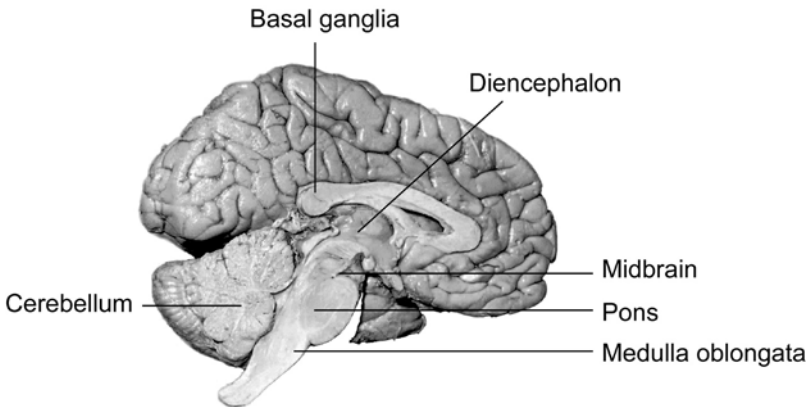 Basal ganglia
Diencephalon
Midbrain
Cerebellum
Pons
Medulla oblongata